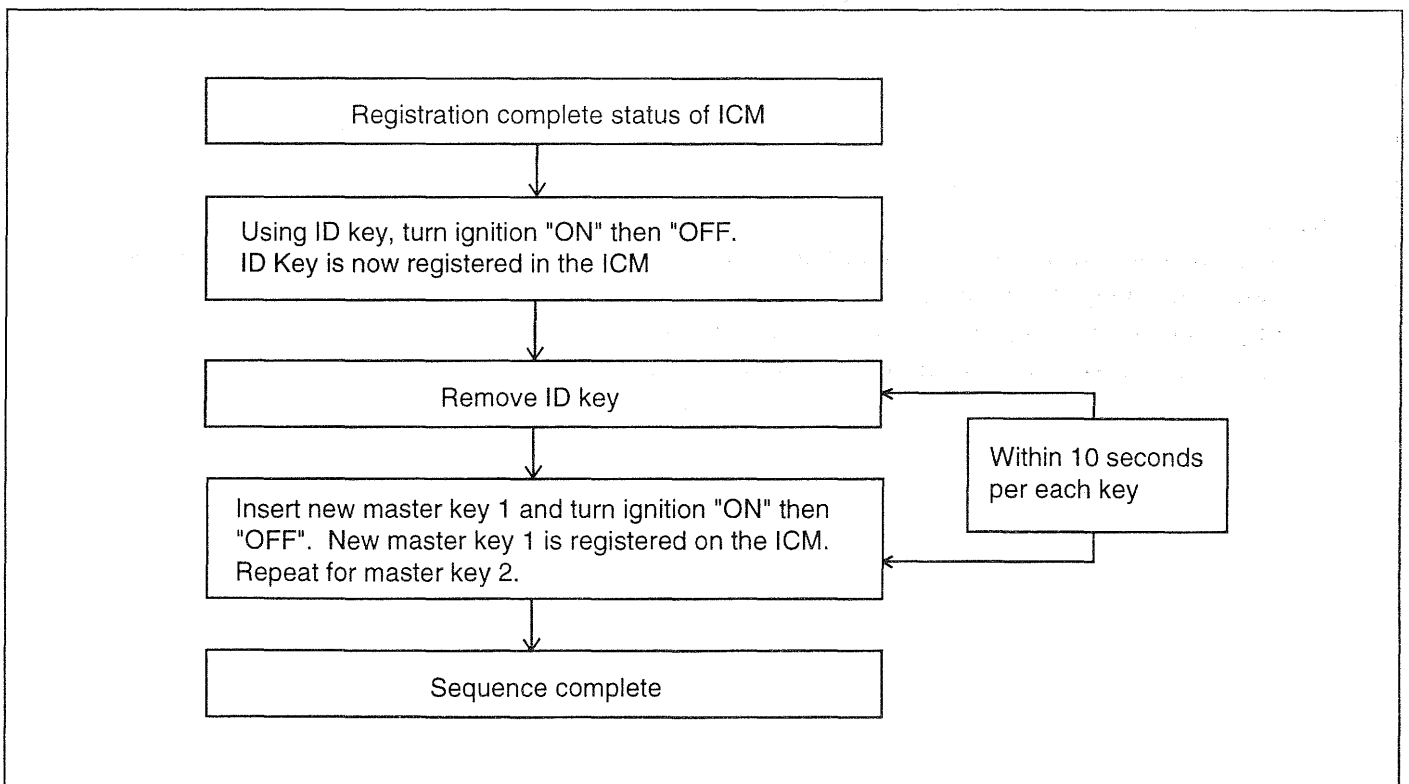 Registration complete status of ICM
Using ID key, turn ignition "ON" then "OFF.
ID Key is now registered in the ICM
Remove ID key
Within 10 seconds
per each key
Insert new master key 1 and turn ignition "ON" then
"OFF".  New master key 1 is registered on the ICM.
Repeat for master key 2.
Sequence complete